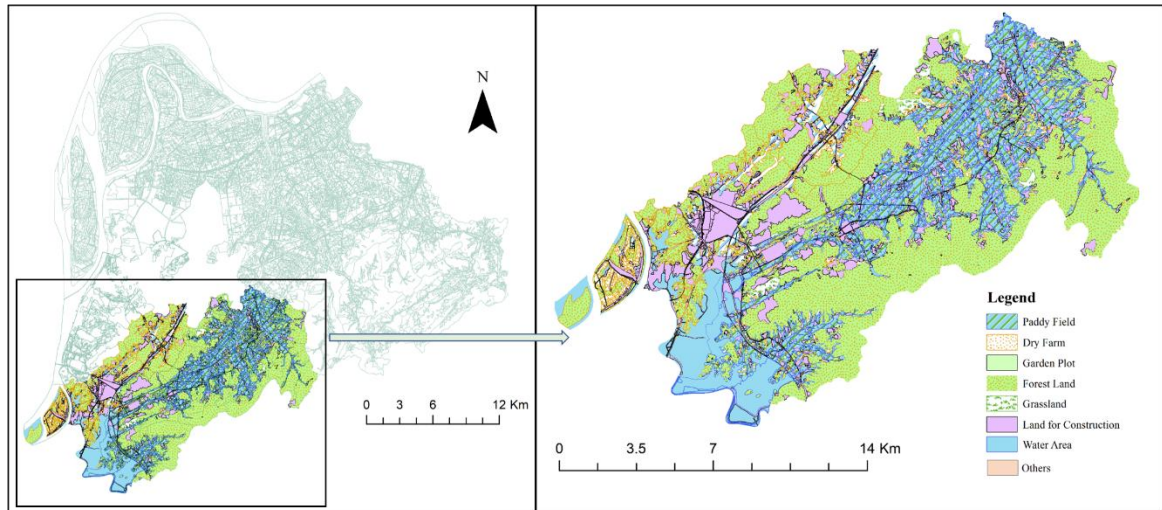 N
0 3 6 12 Km
Legend
Paddy Field
Dry Farm
Garden Plot
Forest Land
Grassland
Land for Construction
Water Area
Others
0 3.5 7 14 Km